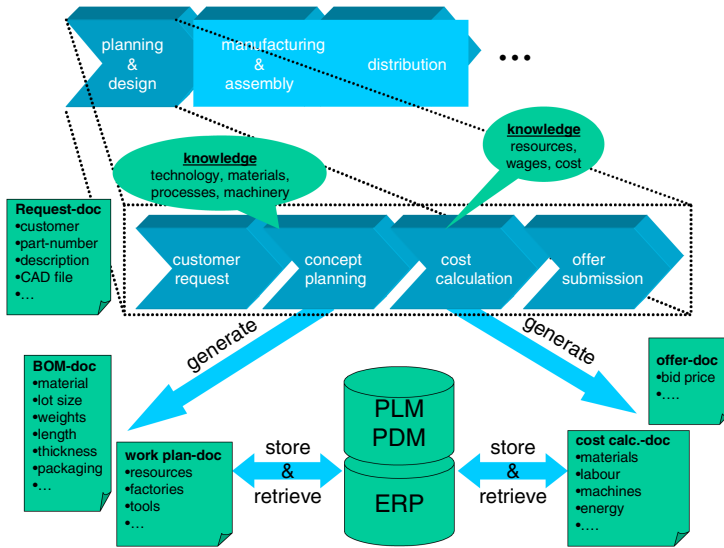 planning
&
design
manufacturing
&
assembly
distribution
...
knowledge
resources,
wages, cost
knowledge
technology, materials,
processes, machinery
Request-doc
•customer
•part-number
•description
•CAD file
•…
customer
request
concept
planning
cost
calculation
offer
submission
generate
generate
BOM-doc
•material
•lot size
•weights
•length
•thickness
•packaging
•…
work plan-doc
•resources
•factories
•tools
•…
store
&
retrieve
PLM
PDM
ERP
store
&
retrieve
offer-doc
•bid price
•….
cost calc.-doc
•materials
•labour
•machines
•energy
•….